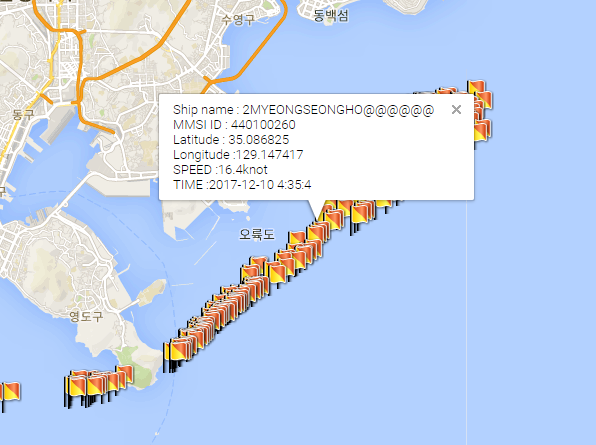 수영구
동백섬
동구
Ship name : 2MYEONGSEONGHO@@@@@@
MMSI ID : 440100260
Latitude : 35.086825
Longitude :129.147417
SPEED :16.4knot
TIME :2017-12-10 4:35:4
오륙도
영도구